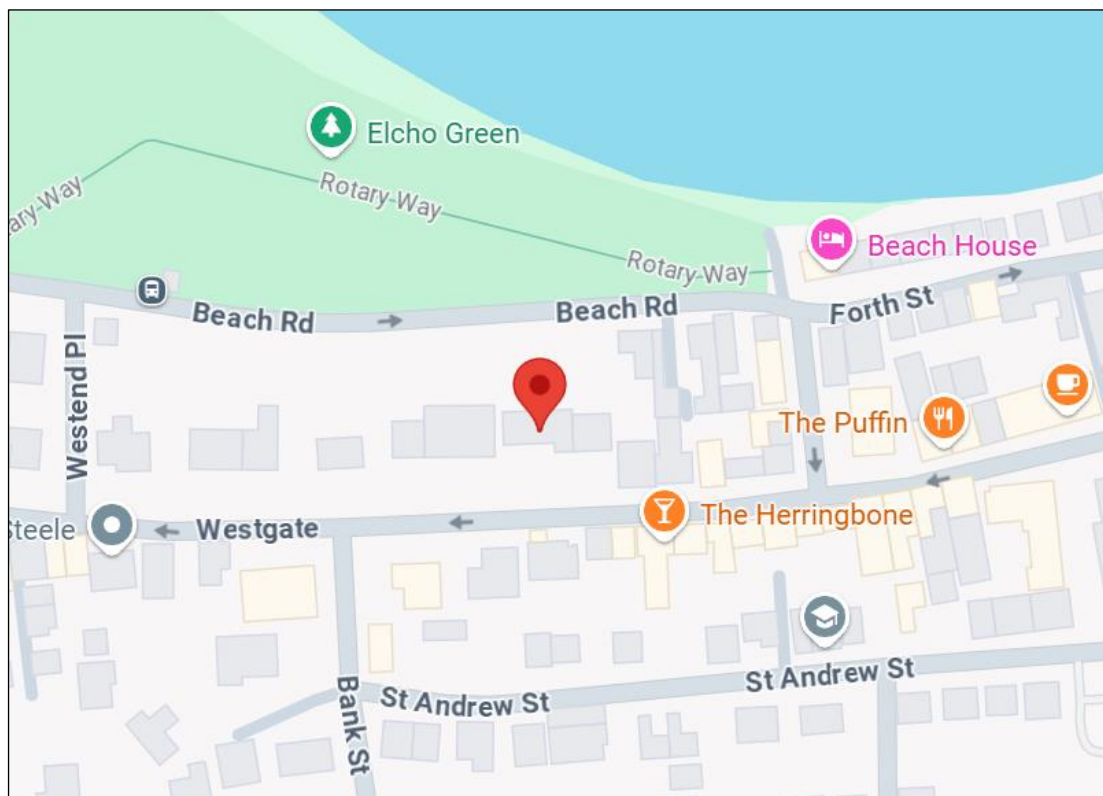 Elcho Green
Rotary Way
ary Way
Beach House
Rotary Way
Beach Rd
Beach Rd
Forth St
Westend Pl
The Puffin
Steele
Westgate
The Herringbone
St Andrew St
St Andrew St
Bank St